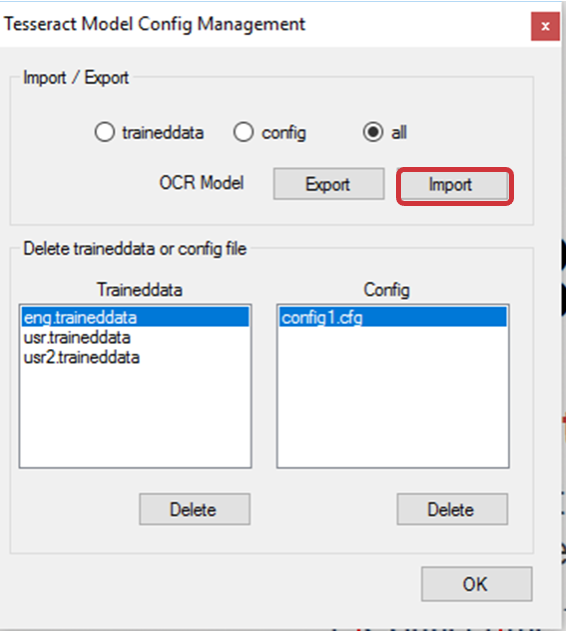 Tesseract Model Config Management
x
Import / Export
traineddata config all
OCR Model Export Import
Delete traineddata or config file
Traineddata Config
eng.traineddata config1.cfg
usr.traineddata
usr2.traineddata
Delete Delete
OK